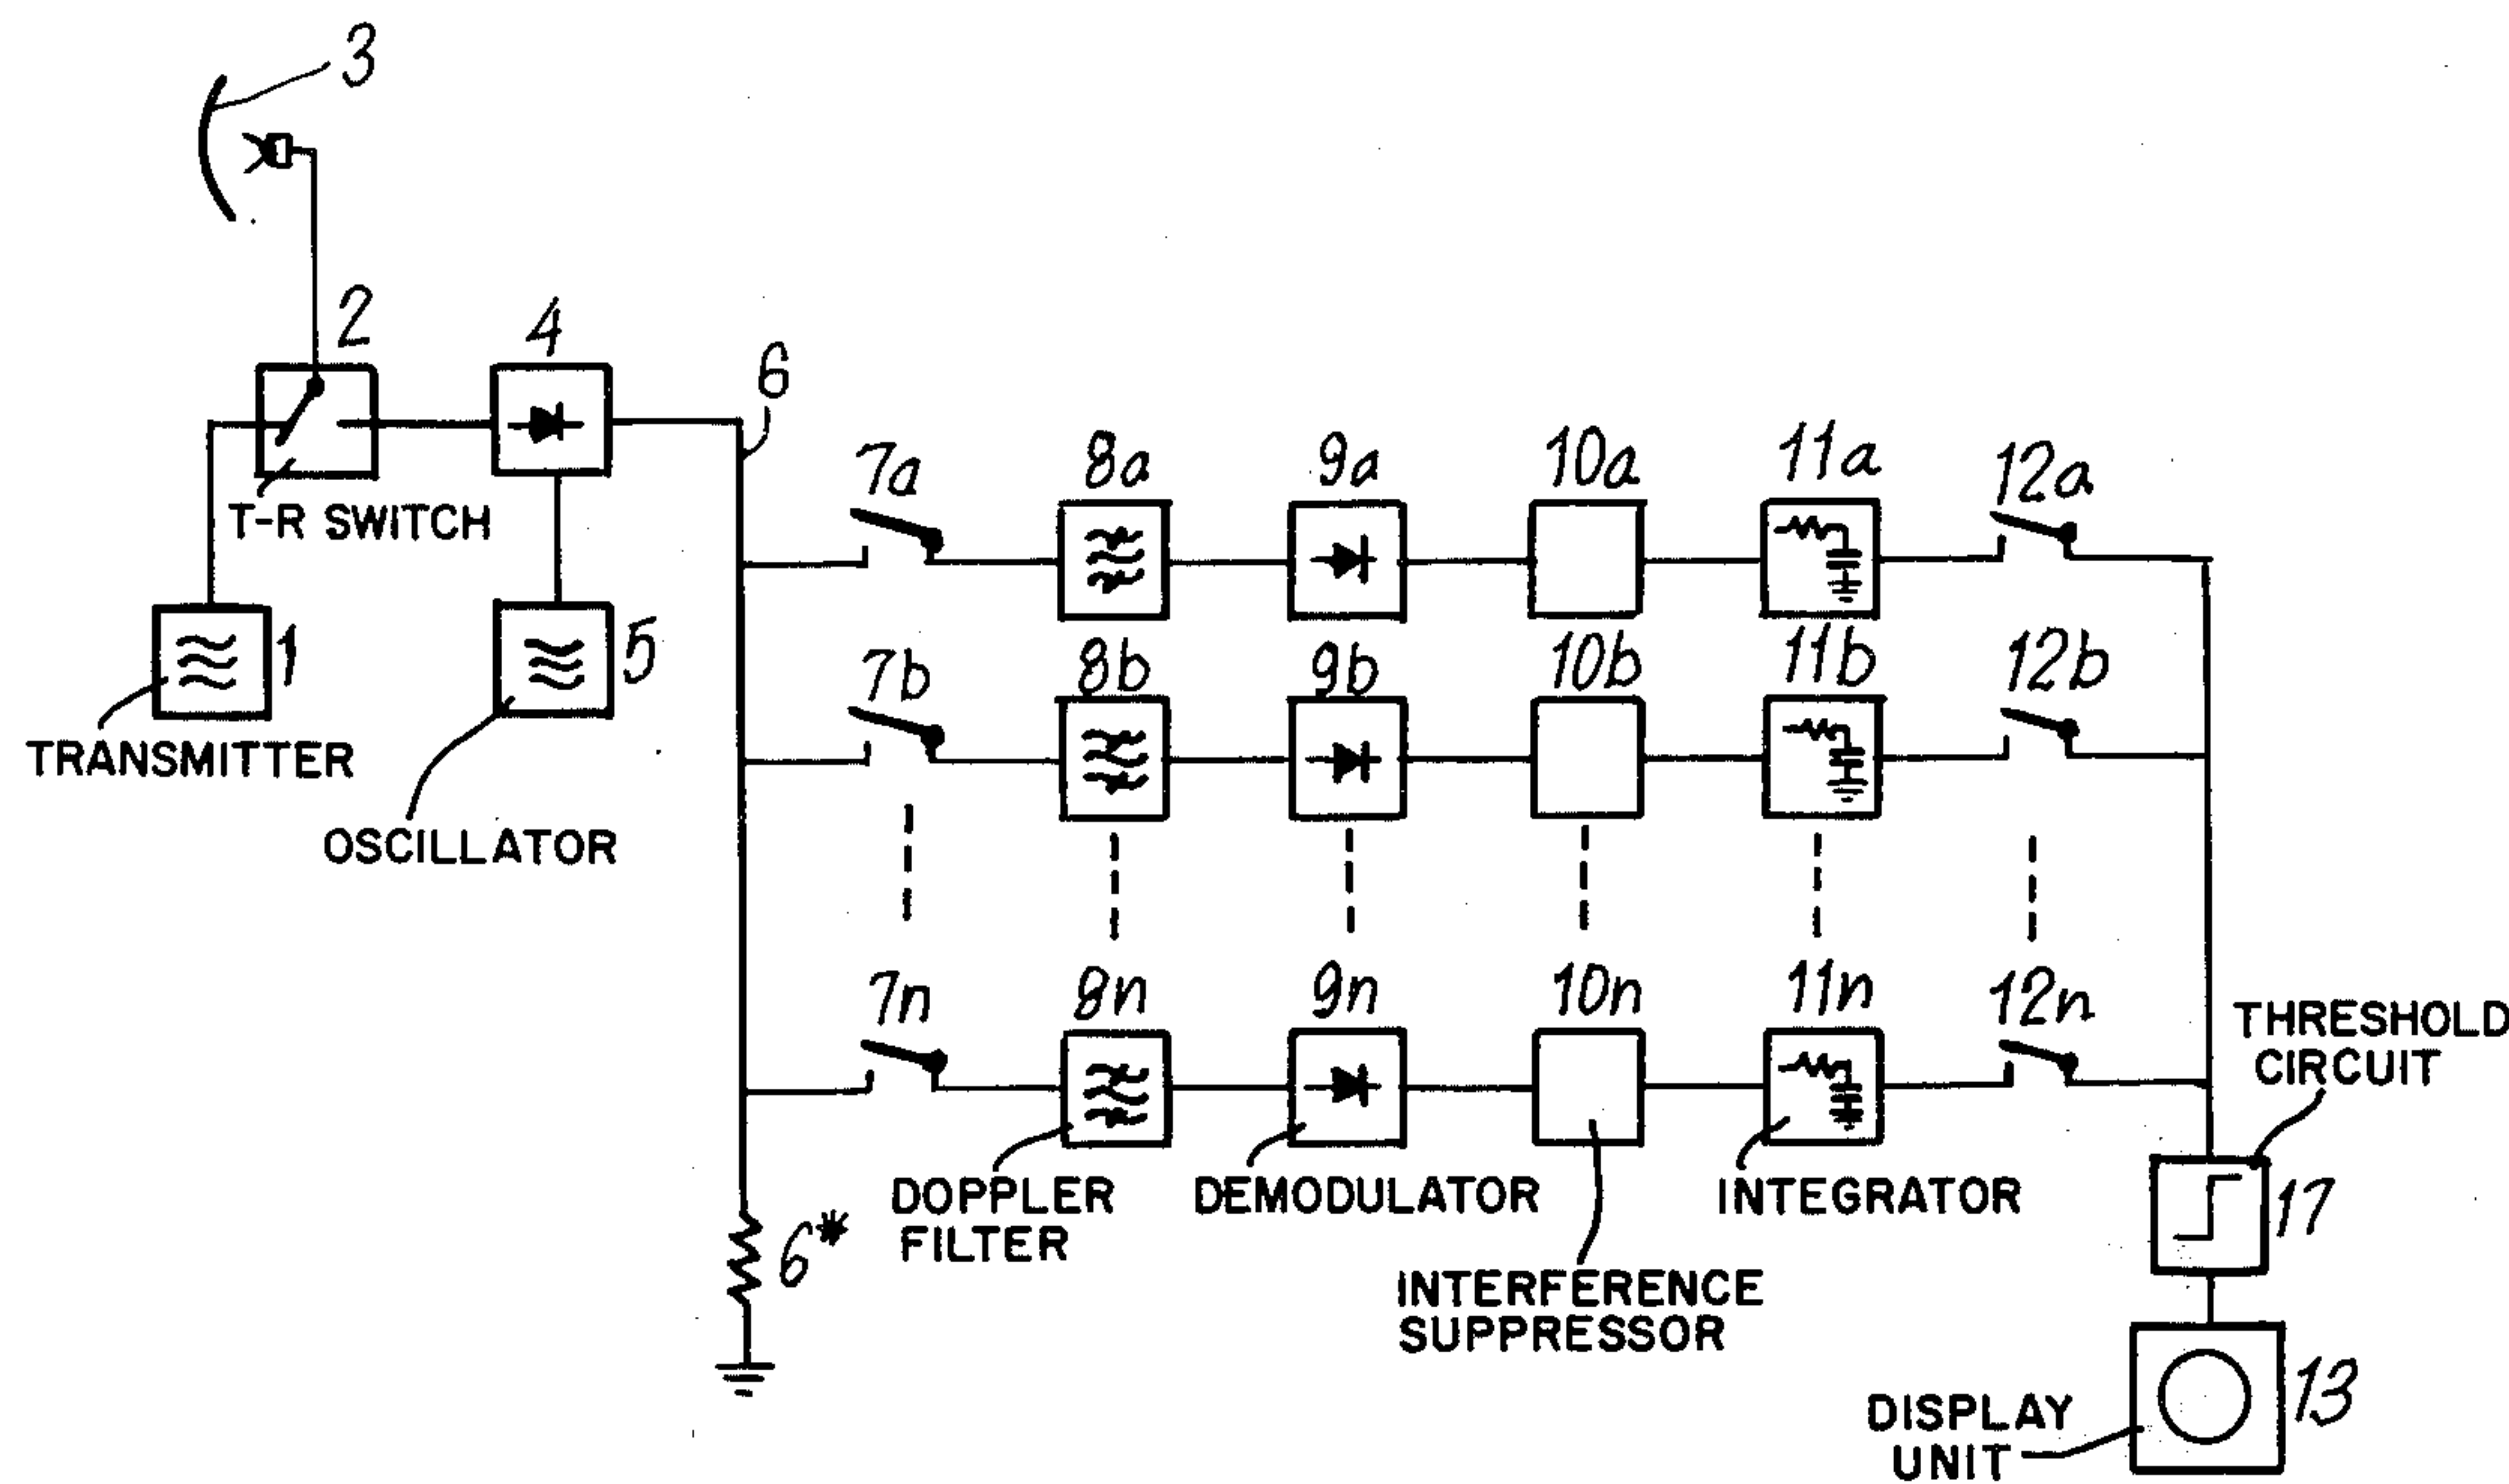 3
2
4
6
T-R SWITCH
1
5
TRANSMITTER
OSCILLATOR
7a 8a 9a 10a 11a 12a
7b 8b 9b 10b 11b 12b
7n 8n 9n 10n 11n 12n
THRESHOLD
CIRCUIT
DOPPLER
FILTER
DEMODULATOR
INTEGRATOR
17
6*
INTERFERENCE
SUPPRESSOR
13
DISPLAY
UNIT